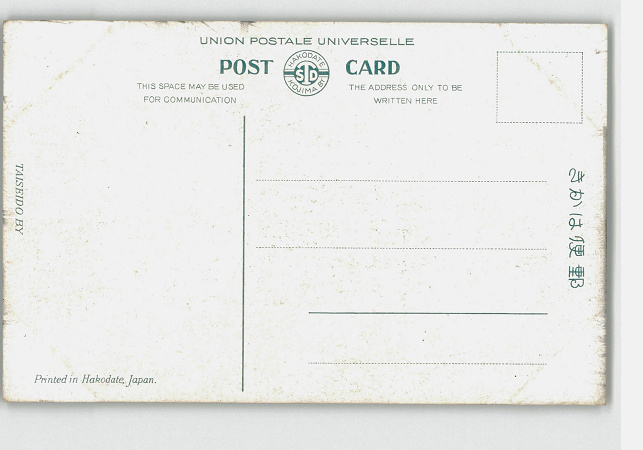 UNION POSTALE UNIVERSELLE
POST CARD
HAKODATE
STD
KOJIMA BI
THIS SPACE MAY BE USED
FOR COMMUNICATION
THE ADDRESS ONLY TO BE
WRITTEN HERE
TAISEIDO BY
きかは便郵
Printed in Hakodate, Japan.